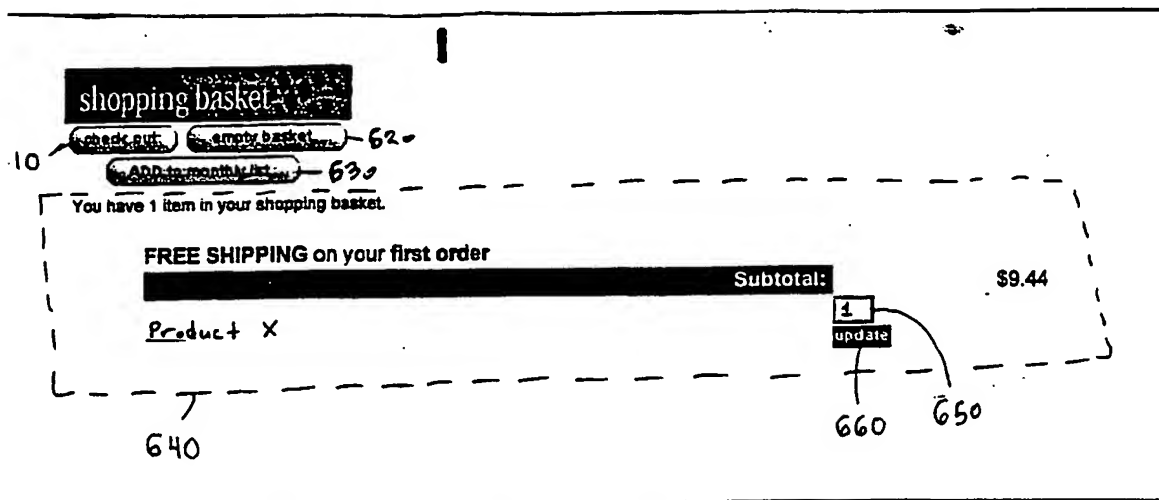 shopping basket
check out empty basket 620
10
ADD to monthly list 630
You have 1 item in your shopping basket.
FREE SHIPPING on your first order
Subtotal: $9.44
1
Product X
update
640
660 650